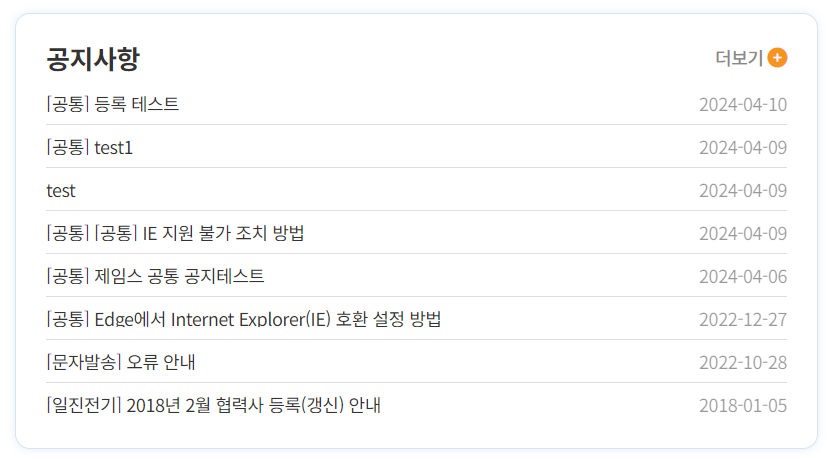 공지사항
더보기
[공통] 등록 테스트 2024-04-10
[공통] test1 2024-04-09
test 2024-04-09
[공통] [공통] IE 지원 불가 조치 방법 2024-04-09
[공통] 제임스 공통 공지테스트 2024-04-06
[공통] Edge에서 Internet Explorer(IE) 호환 설정 방법 2022-12-27
[문자발송] 오류 안내 2022-10-28
[일진전기] 2018년 2월 협력사 등록(갱신) 안내 2018-01-05